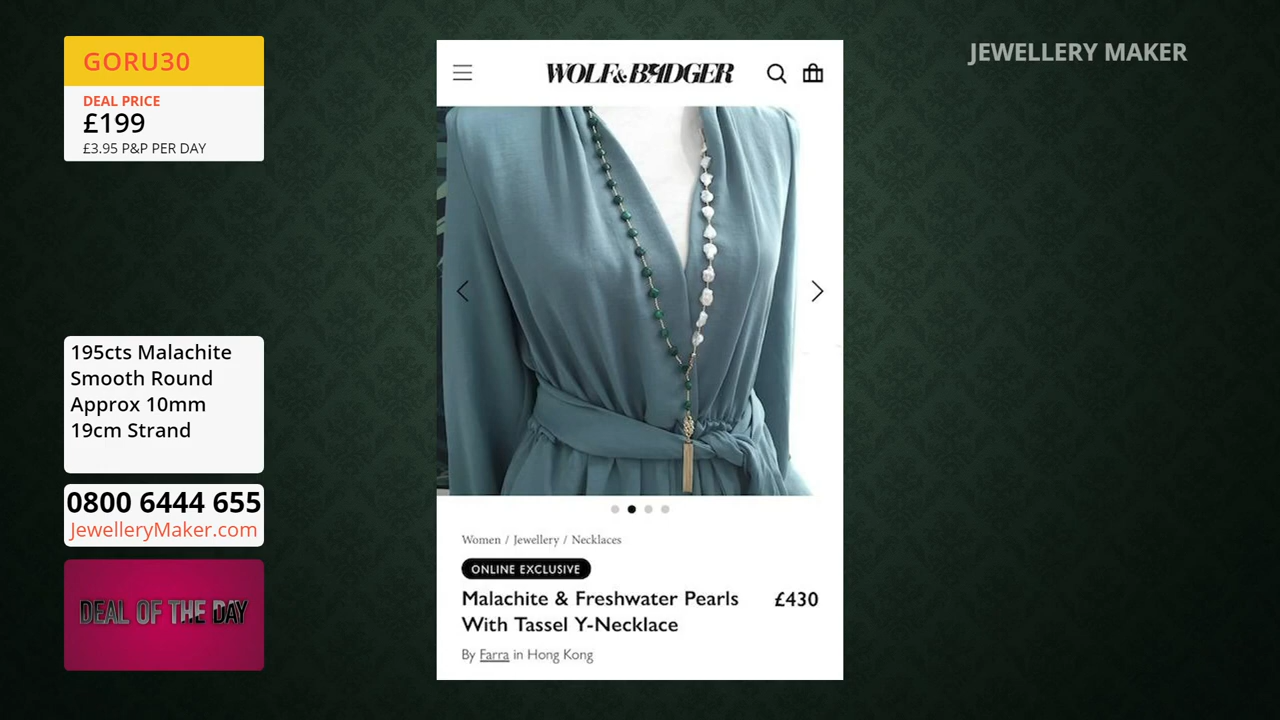 GORU30
DEAL PRICE
£199
£3.95 P&P PER DAY
195cts Malachite
Smooth Round
Approx 10mm
19cm Strand
0800 6444 655
JewelleryMaker.com
DEAL OF THE DAY
WOLF&BADGER
Women / Jewellery / Necklaces
ONLINE EXCLUSIVE
Malachite & Freshwater Pearls £430
With Tassel Y-Necklace
By Farra in Hong Kong
JEWELLERY MAKER